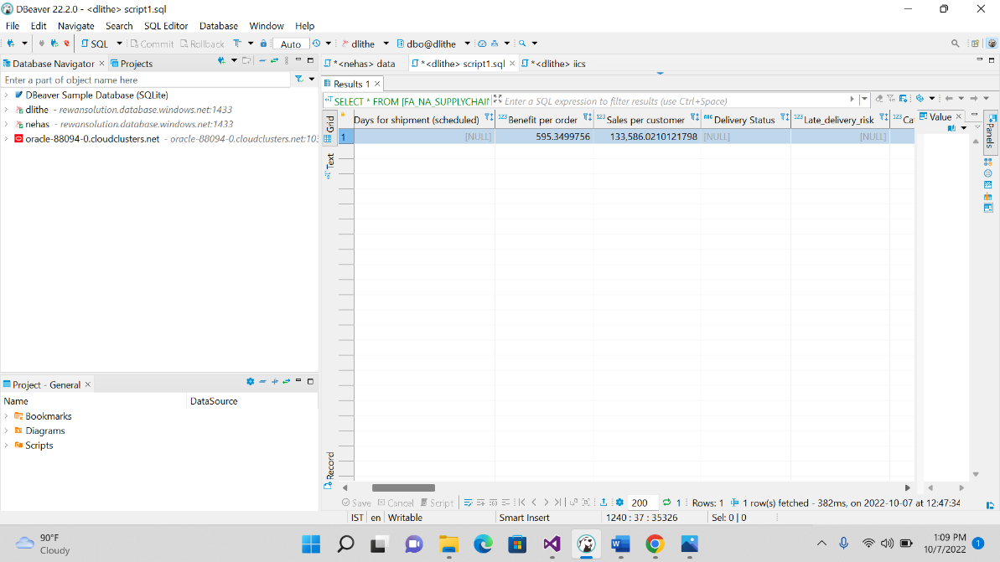 DBeaver 22.2.0 - <dlithe> script1.sql
File Edit Navigate Search SQL Editor Database Window Help
SQL Commit Rollback Auto dlithe dbo@dlithe
Database Navigator Projects
*<nehas> data *<dlithe> script1.sql *<dlithe> iics
Enter a part of object name here
Results 1
DBeaver Sample Database (SQLite)
dlithe - rewansolution.database.windows.net:1433
nehas - rewansolution.database.windows.net:1433
oracle-88094-0.cloudclusters.net - oracle-88094-0.cloudclusters.net:103
SELECT * FROM [FA_NA_SUPPLYCHAIN Enter a SQL expression to filter results (use Ctrl+Space)
Grid
Text
Record
Days for shipment (scheduled) 123 Benefit per order 123 Sales per customer ABC Delivery Status 123 Late_delivery_risk 123 Ca
1 [NULL] 595.3499756 133,586.0210121798 [NULL] [NULL]
Value
Panels
Project - General
Name DataSource
Bookmarks
Diagrams
Scripts
Save Cancel Script 200 1 Rows: 1 1 row(s) fetched - 382ms, on 2022-10-07 at 12:47:34
IST en Writable Smart Insert 1240 : 37 : 35326 Sel: 0 | 0
90°F
Cloudy
1:09 PM
10/7/2022
1